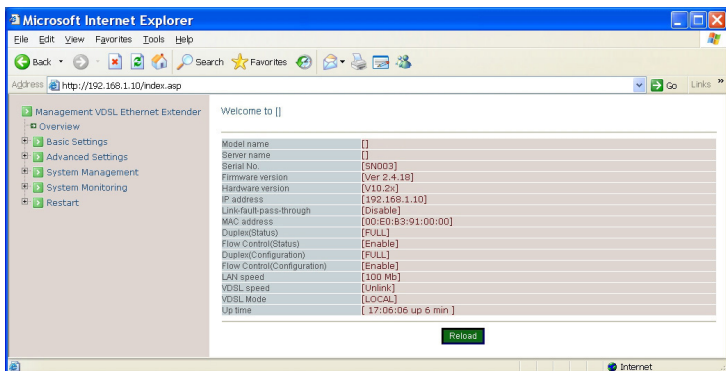 Microsoft Internet Explorer
File Edit View Favorites Tools Help
Back Search Favorites
Address http://192.168.1.10/index.asp Go Links »
Management VDSL Ethernet Extender
Overview
Basic Settings
Advanced Settings
System Management
System Monitoring
Restart
Welcome to []
Model name []
Server name []
Serial No. [SN003]
Firmware version [Ver 2.4.18]
Hardware version [V10.2x]
IP address [192.168.1.10]
Link-fault-pass-through [Disable]
MAC address [00:E0:B3:91:00:00]
Duplex(Status) [FULL]
Flow Control(Status) [Enable]
Duplex(Configuration) [FULL]
Flow Control(Configuration) [Enable]
LAN speed [100 Mb]
VDSL speed [Unlink]
VDSL Mode [LOCAL]
Up time [ 17:06:06 up 6 min ]
Reload
Internet